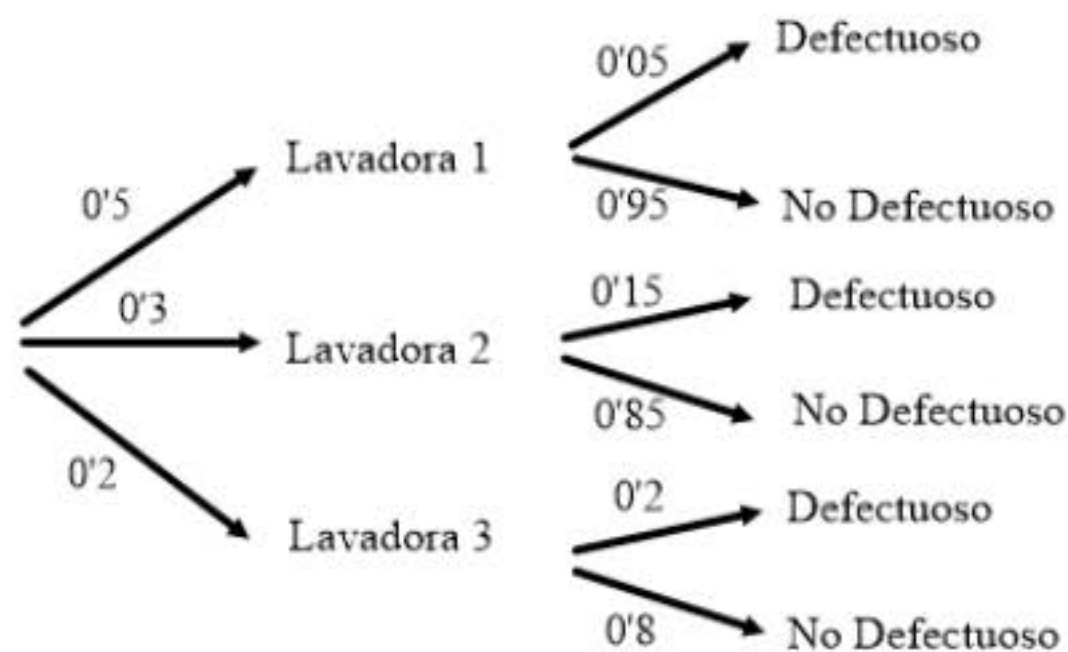 Defectuoso
0'05
Lavadora 1
0'5
0'95
No Defectuoso
0'3
0'15
Defectuoso
Lavadora 2
0'85
No Defectuoso
0'2
0'2
Defectuoso
Lavadora 3
0'8
No Defectuoso